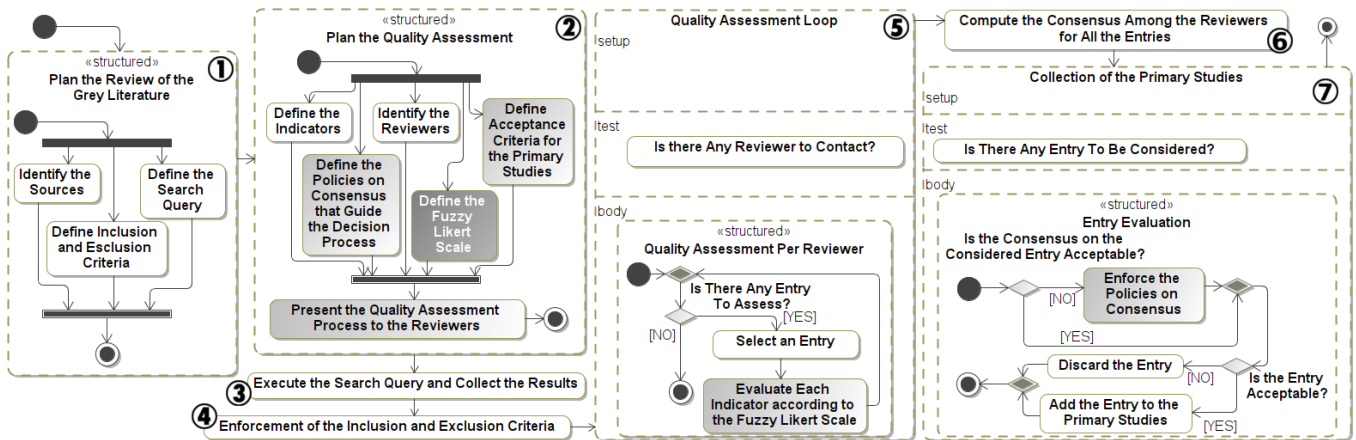 «structured»
①
Plan the Review of the
Grey Literature
Identify the
Sources
Define the
Search
Query
Define Inclusion
and Esclusion
Criteria
«structured»
②
Plan the Quality Assessment
Define the
Indicators
Identify the
Reviewers
Define
Acceptance
Criteria for
the Primary
Studies
Define the
Policies on
Consensus
that Guide
the Decision
Process
Define the
Fuzzy
Likert
Scale
Present the Quality Assessment
Process to the Reviewers
③
Execute the Search Query and Collect the Results
④
Enforcement of the Inclusion and Exclusion Criteria
Quality Assessment Loop
⑤
setup
test
Is there Any Reviewer to Contact?
body
«structured»
Quality Assessment Per Reviewer
Is There Any Entry
To Assess?
[YES]
[NO]
Select an Entry
Evaluate Each
Indicator according to
the Fuzzy Likert Scale
Compute the Consensus Among the Reviewers
for All the Entries
⑥
Collection of the Primary Studies
⑦
setup
test
Is There Any Entry To Be Considered?
body
«structured»
Entry Evaluation
Is the Consensus on the
Considered Entry Acceptable?
[NO]
Enforce the
Policies on
Consensus
[YES]
Discard the Entry
[NO]
Is the Entry
Acceptable?
Add the Entry to the
Primary Studies
[YES]